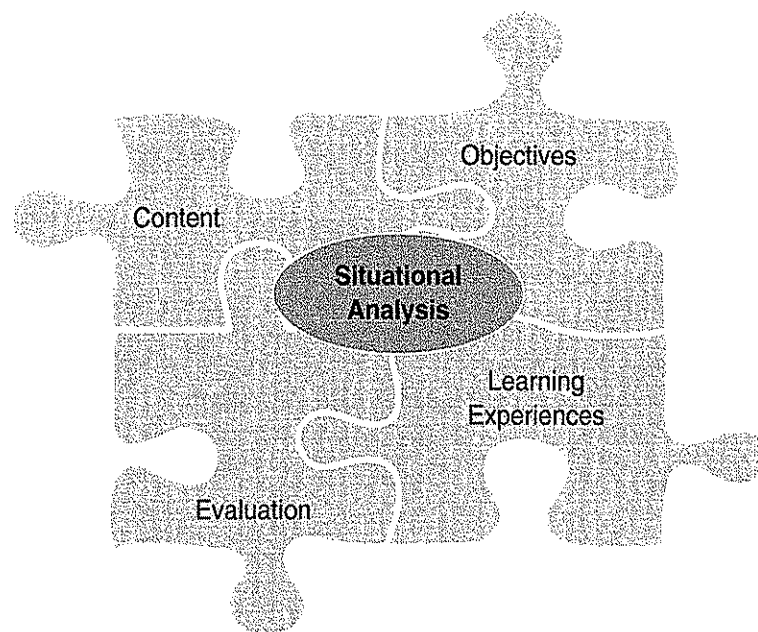 Objectives
Content
Situational
Analysis
Learning
Experiences
Evaluation